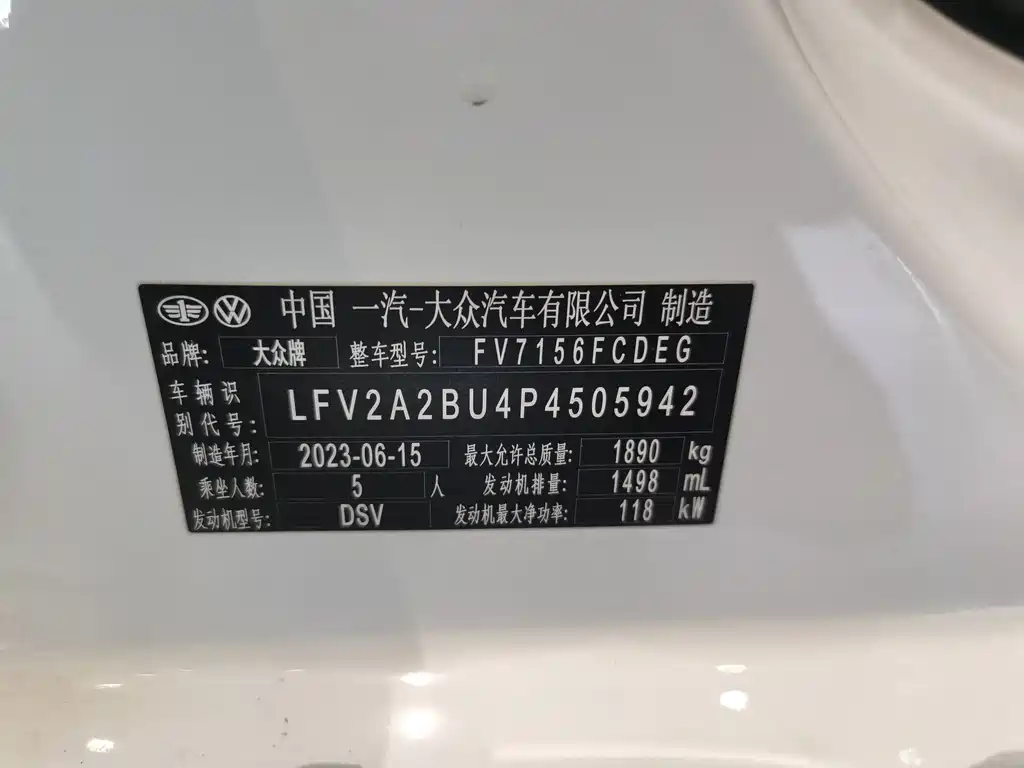 中国 一汽-大众汽车有限公司 制造
品牌: 大众牌 整车型号: FV7156FCDEG
车辆识别代号: LFV2A2BU4P4505942
制造年月: 2023-06-15 最大允许总质量: 1890 kg
乘坐人数: 5 人 发动机排量: 1498 mL
发动机型号: DSV 发动机最大净功率: 118 kW